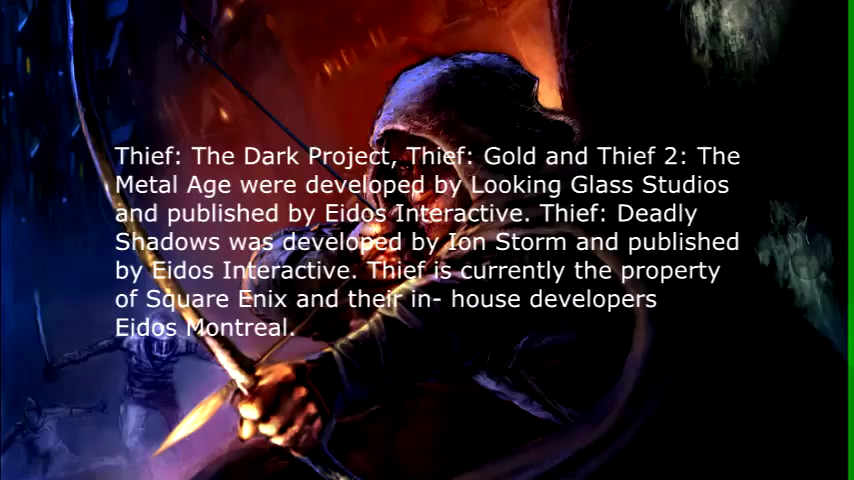 Thief: The Dark Project, Thief: Gold and Thief 2: The
Metal Age were developed by Looking Glass Studios
and published by Eidos Interactive. Thief: Deadly
Shadows was developed by Ion Storm and published
by Eidos Interactive. Thief is currently the property
of Square Enix and their in- house developers
Eidos Montreal.